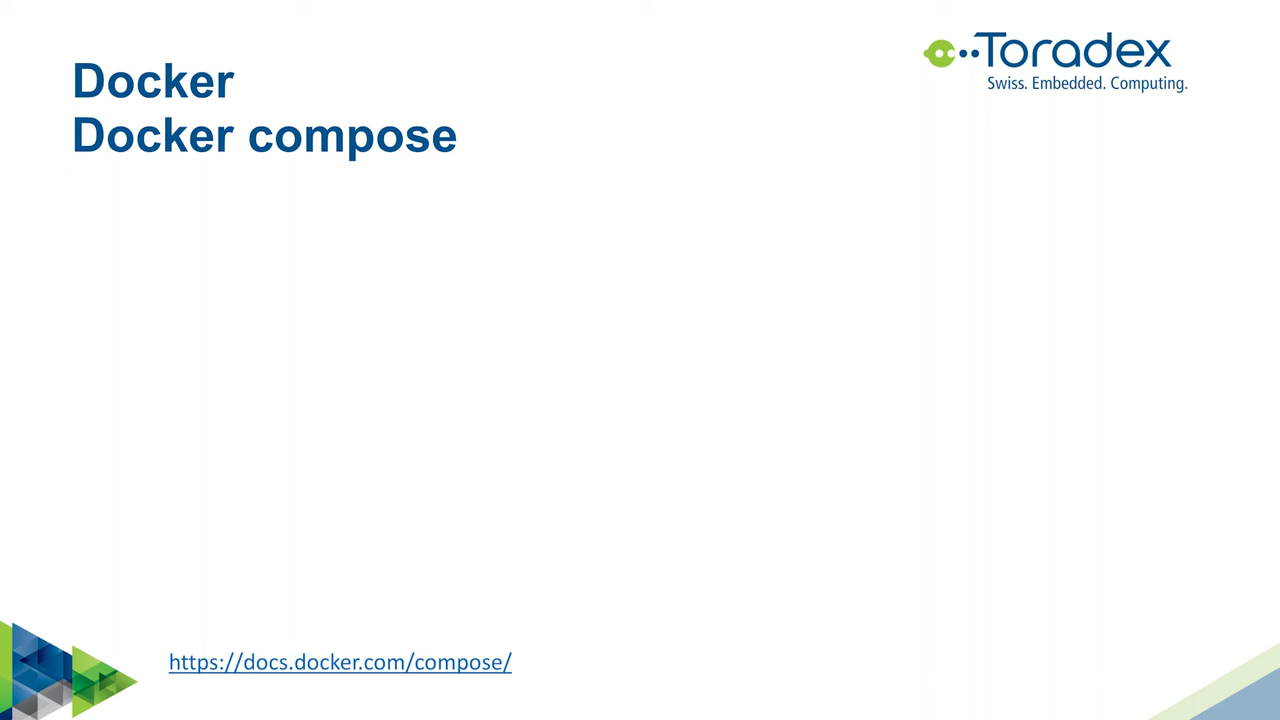 Docker
Docker compose
Toradex
Swiss. Embedded. Computing.
https://docs.docker.com/compose/